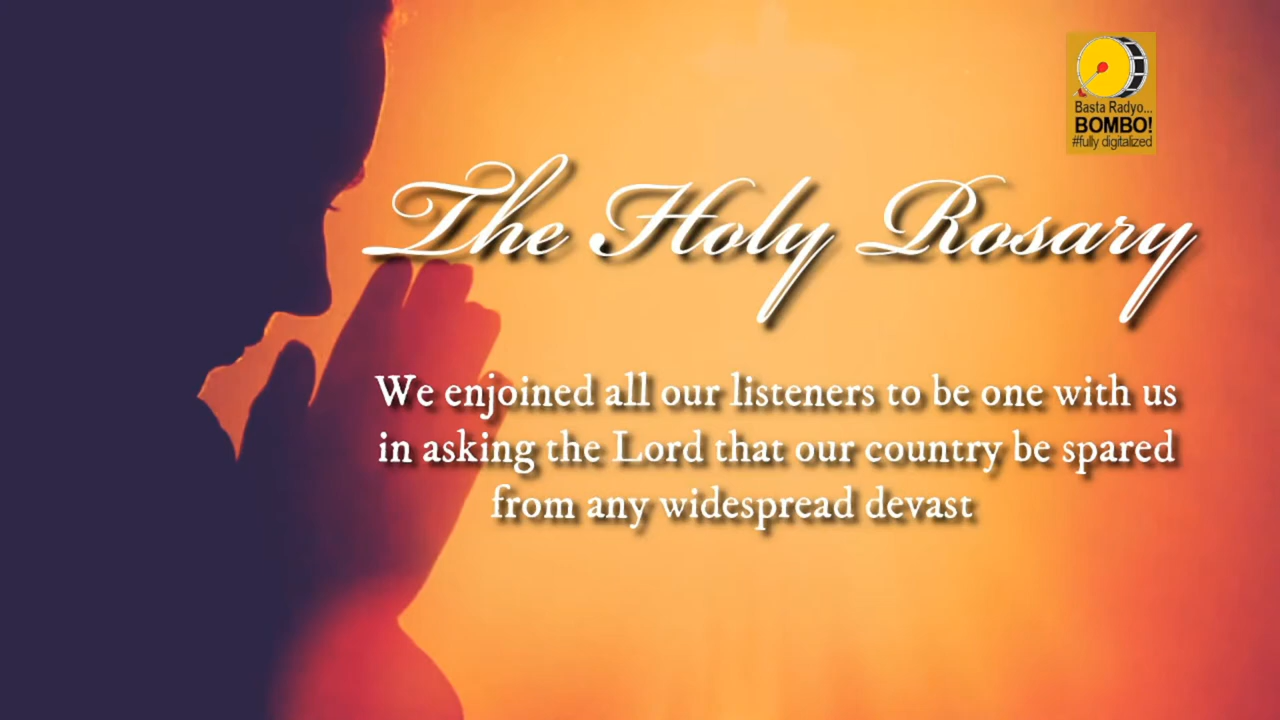 Basta Radyo...
BOMBO!
#fully digitalized
The Holy Rosary
We enjoined all our listeners to be one with us
in asking the Lord that our country be spared
from any widespread devast